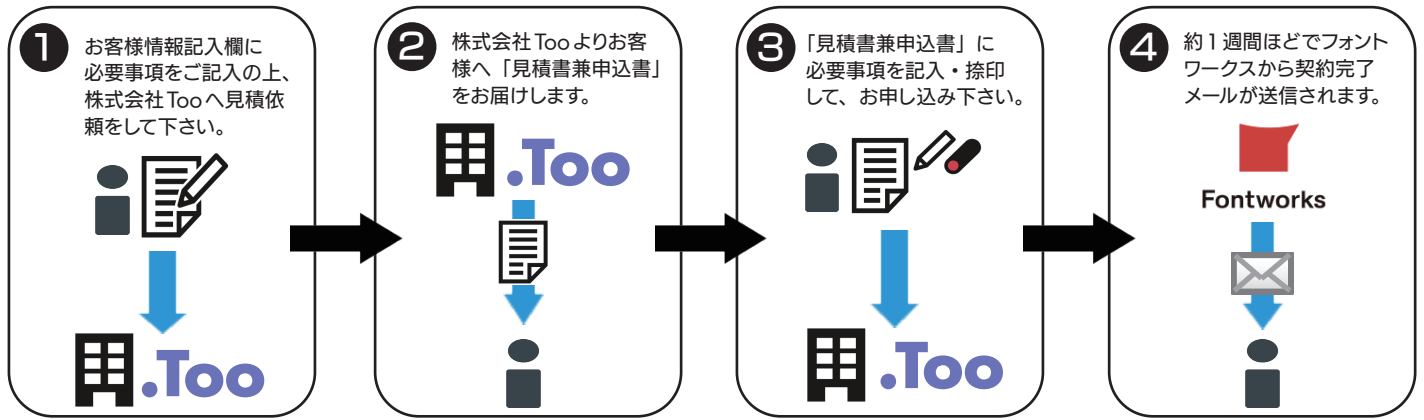 1
お客様情報記入欄に
必要事項をご記入の上、
株式会社Tooへ見積依
頼をして下さい。
.Too
2
株式会社Tooよりお客
様へ「見積書兼申込書」
をお届けします。
.Too
3
「見積書兼申込書」に
必要事項を記入・捺印
して、お申し込み下さい。
.Too
4
約1週間ほどでフォント
ワークスから契約完了
メールが送信されます。
Fontworks